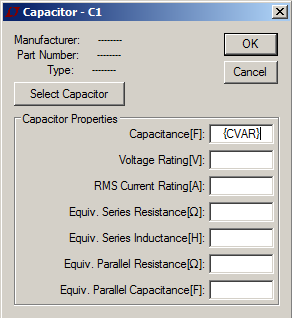 Capacitor - C1
Manufacturer: --------
OK
Part Number: --------
Type: --------
Cancel
Select Capacitor
Capacitor Properties
Capacitance[F]: {CVAR}
Voltage Rating[V]:
RMS Current Rating[A]:
Equiv. Series Resistance[Ω]:
Equiv. Series Inductance[H]:
Equiv. Parallel Resistance[Ω]:
Equiv. Parallel Capacitance[F]: